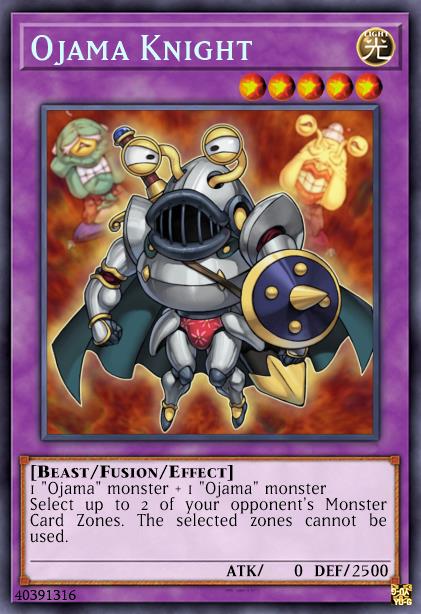 OJAMA KNIGHT
LIGHT
光
[BEAST/FUSION/EFFECT]
1 "Ojama" monster + 1 "Ojama" monster
Select up to 2 of your opponent's Monster
Card Zones. The selected zones cannot be
used.
ATK/ 0 DEF/2500
40391316